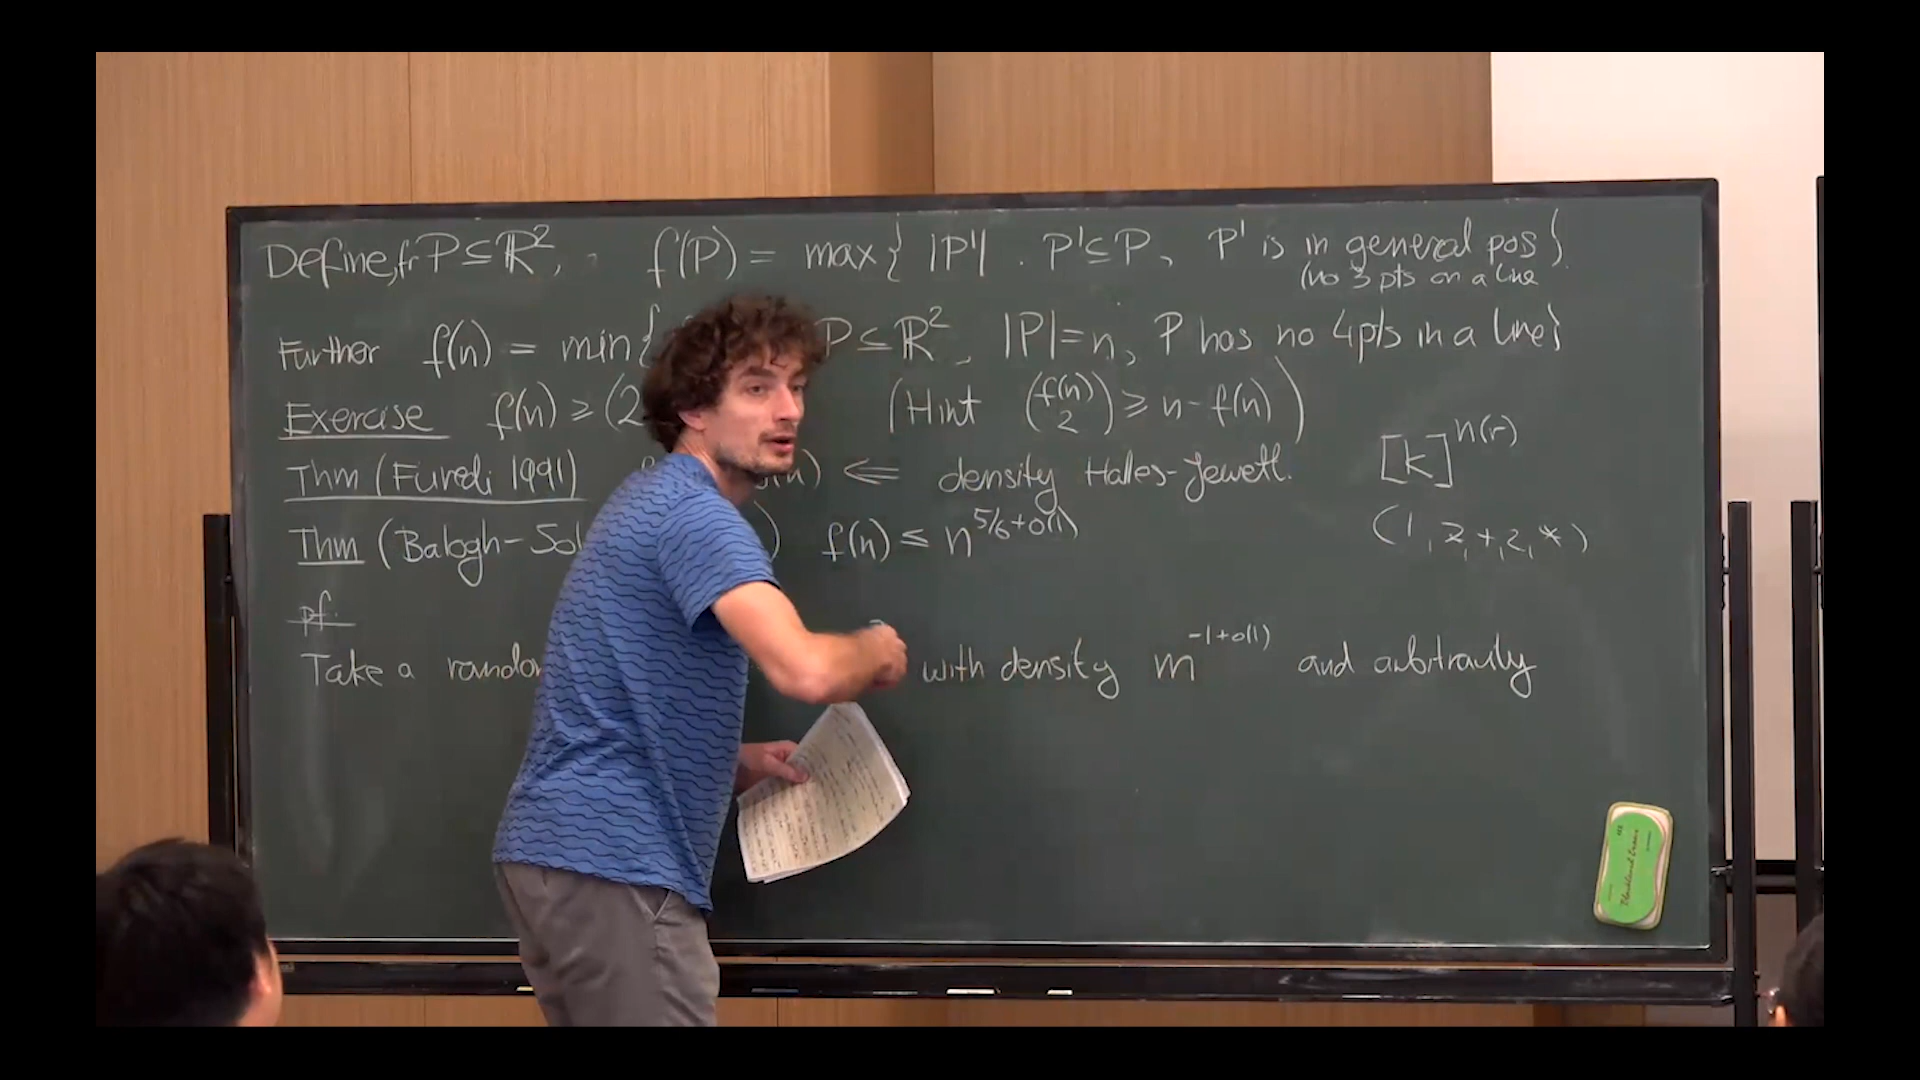 Define, fr P ⊆ ℝ², f(P) = max{ |P'| . P' ⊆ P, P' is in general pos }
(no 3 pts on a line
Further f(n) = min{ P ⊆ ℝ², |P| = n, P has no 4pts in a line}
Exercise f(n) ≥ (2 (Hint (f(n) 2) ≥ n - f(n))
Thm (Furedi 1991) n) ⇐ density Hales-Jewett. [k]^n(r)
Thm (Balogh-Sol ) f(n) ≤ n^5/6+o(1) (1, 2, *, 2, *)
pf.
Take a with density m^-1+o(1) and arbitrarily